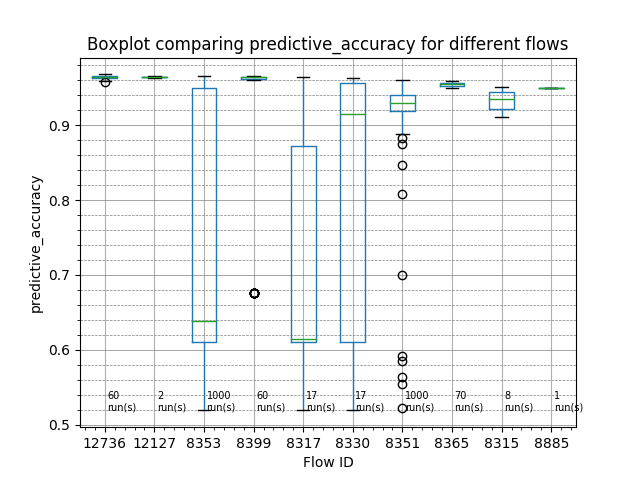 Boxplot comparing predictive_accuracy for different flows
predictive_accuracy
0.9
0.8
0.7
0.6
0.5
60 2 1000 60 17 17 1000 70 8 1
run(s) run(s) run(s) run(s) run(s) run(s) run(s) run(s) run(s) run(s)
12736 12127 8353 8399 8317 8330 8351 8365 8315 8885
Flow ID